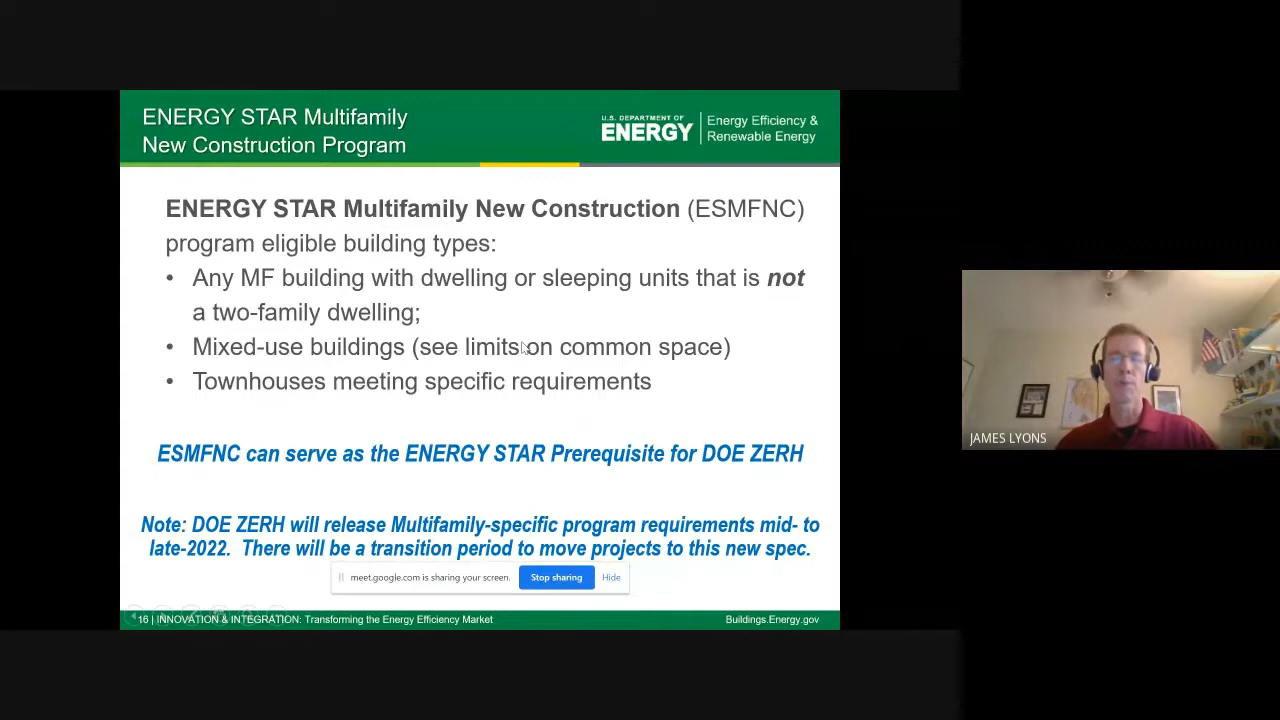 ENERGY STAR Multifamily
New Construction Program
U.S. DEPARTMENT OF
ENERGY
Energy Efficiency &
Renewable Energy
ENERGY STAR Multifamily New Construction (ESMFNC)
program eligible building types:
• Any MF building with dwelling or sleeping units that is not
a two-family dwelling;
• Mixed-use buildings (see limits on common space)
• Townhouses meeting specific requirements
ESMFNC can serve as the ENERGY STAR Prerequisite for DOE ZERH
Note: DOE ZERH will release Multifamily-specific program requirements mid- to
late-2022. There will be a transition period to move projects to this new spec.
meet.google.com is sharing your screen. Stop sharing Hide
16 | INNOVATION & INTEGRATION: Transforming the Energy Efficiency Market
Buildings.Energy.gov
JAMES LYONS